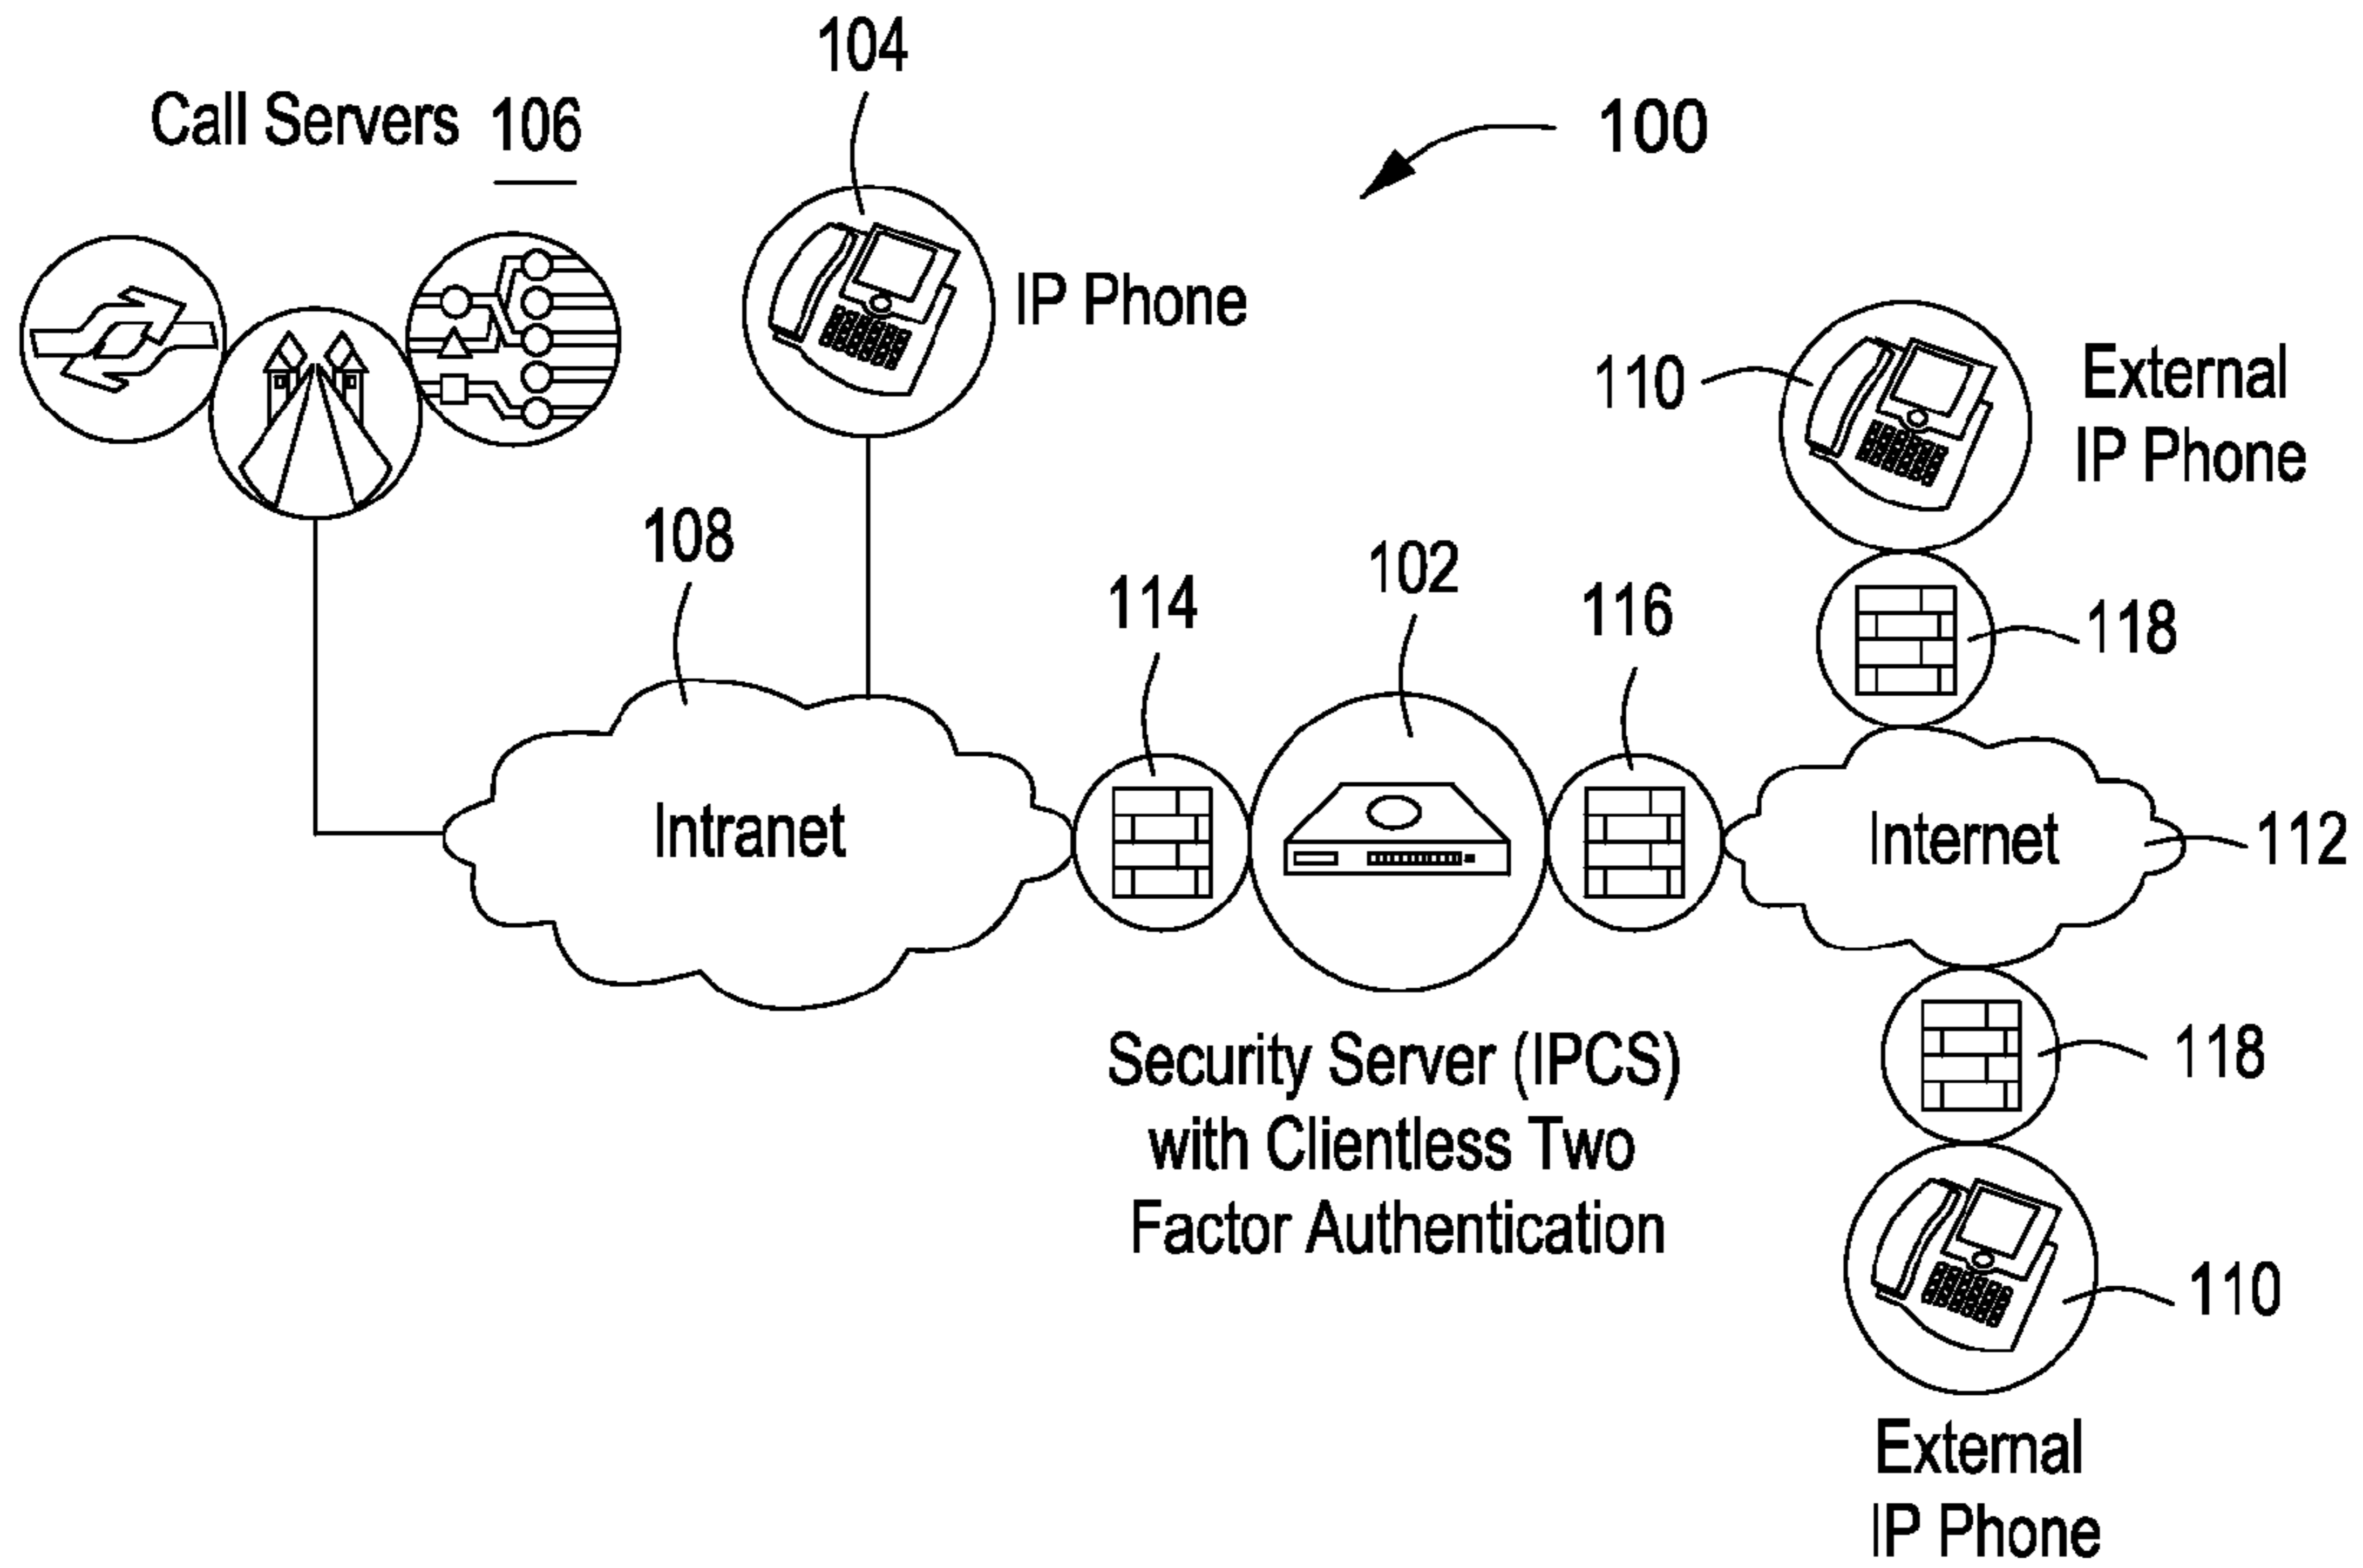 104
Call Servers 106
100
IP Phone
110
External
IP Phone
108
114
102
116
118
Intranet
Internet
112
Security Server (IPCS)
with Clientless Two
Factor Authentication
118
110
External
IP Phone